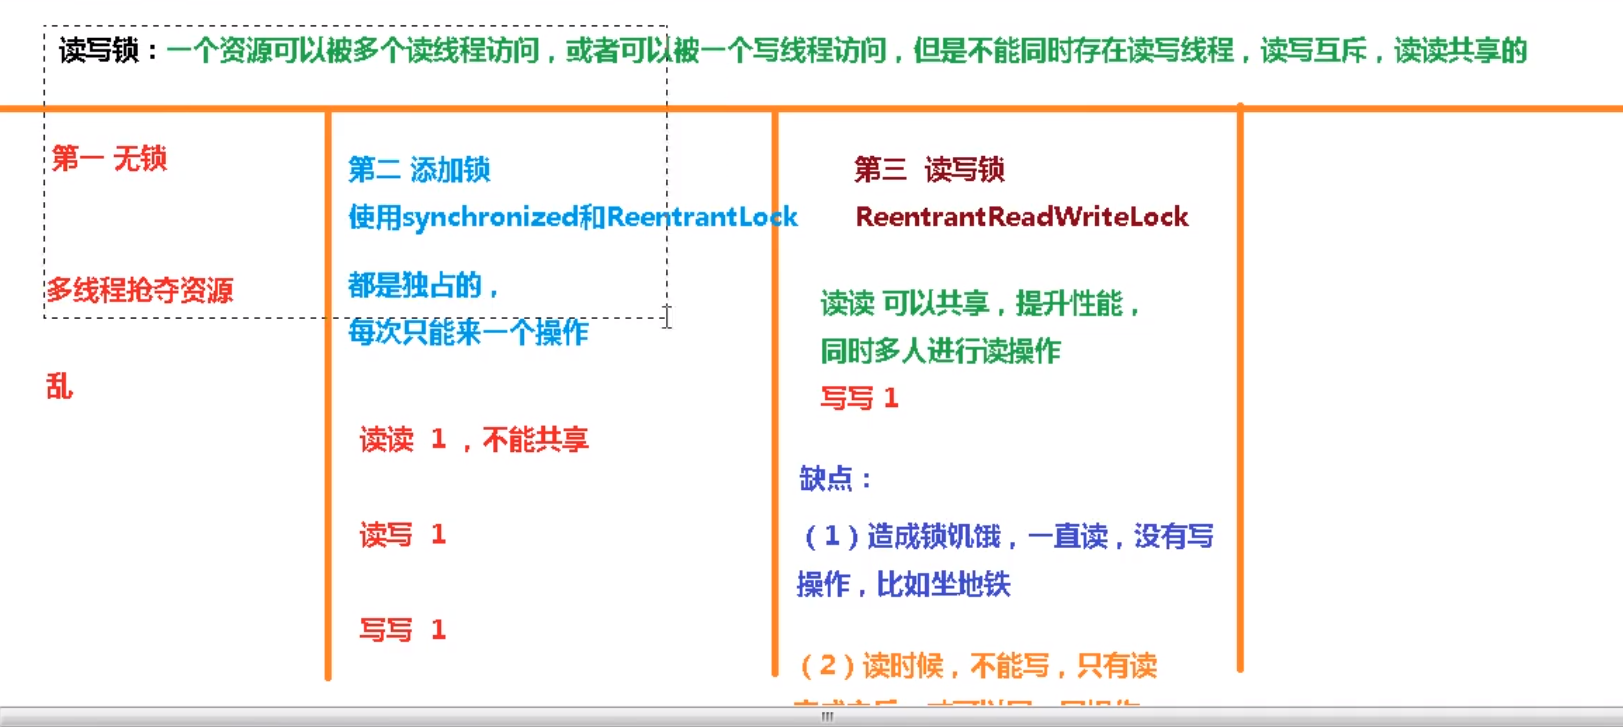 读写锁：一个资源可以被多个读线程访问，或者可以被一个写线程访问，但是不能同时存在读写线程，读写互斥，读读共享的
第一 无锁
多线程抢夺资源
乱
第二 添加锁
使用synchronized和ReentrantLock
都是独占的，
每次只能来一个操作
读读 1 ，不能共享
读写 1
写写 1
第三 读写锁
ReentrantReadWriteLock
读读 可以共享，提升性能，
同时多人进行读操作
写写 1
缺点：
（1）造成锁饥饿，一直读，没有写
操作，比如坐地铁
（2）读时候，不能写，只有读